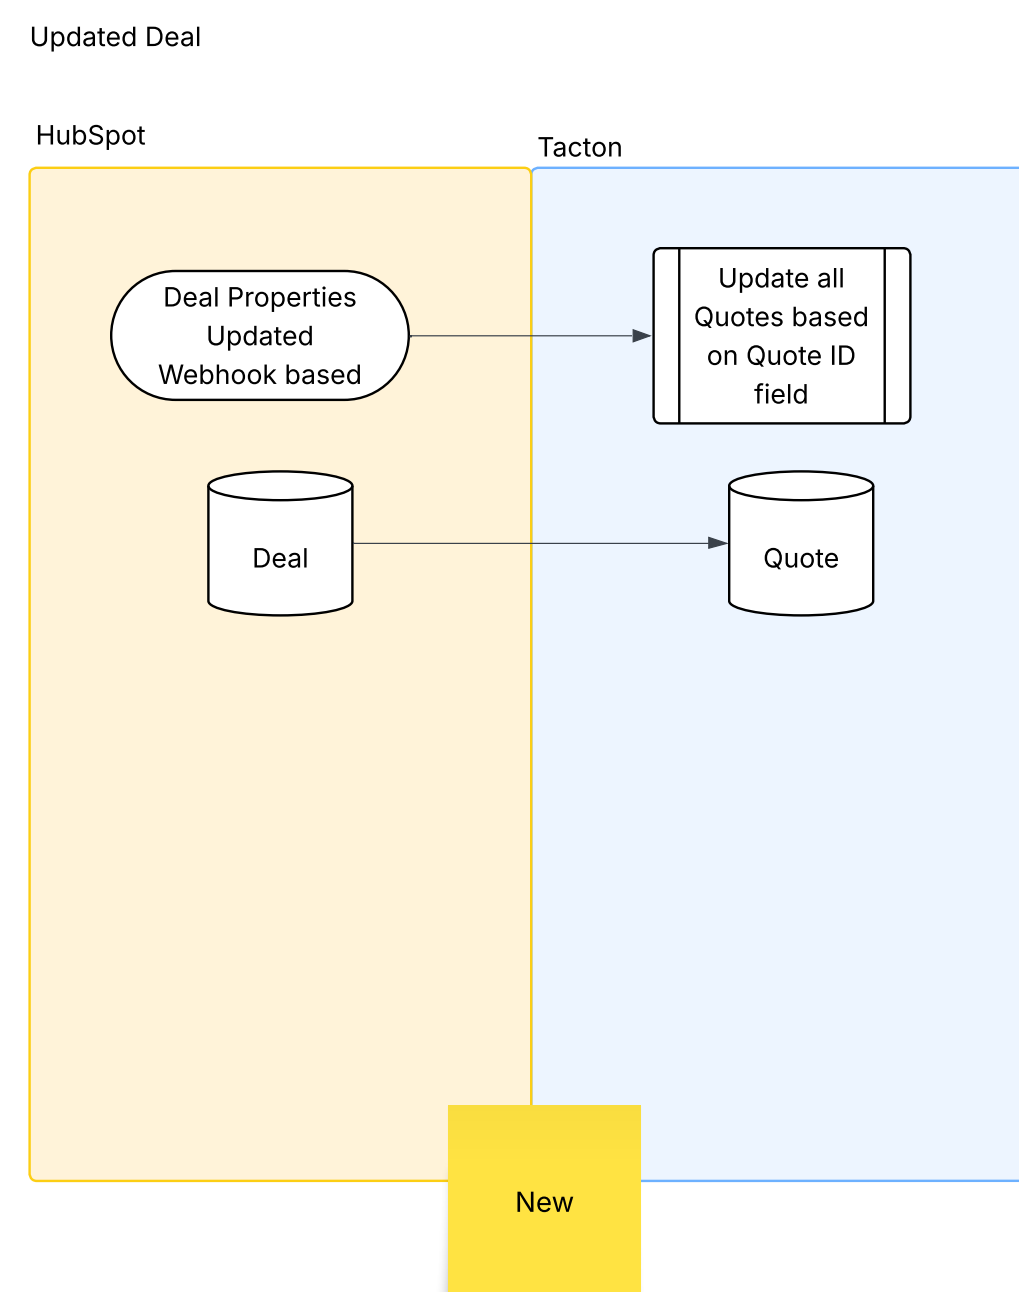 Updated Deal
HubSpot
Tacton
Deal Properties
Updated
Webhook based
Update all
Quotes based
on Quote ID
field
Deal
Quote
New